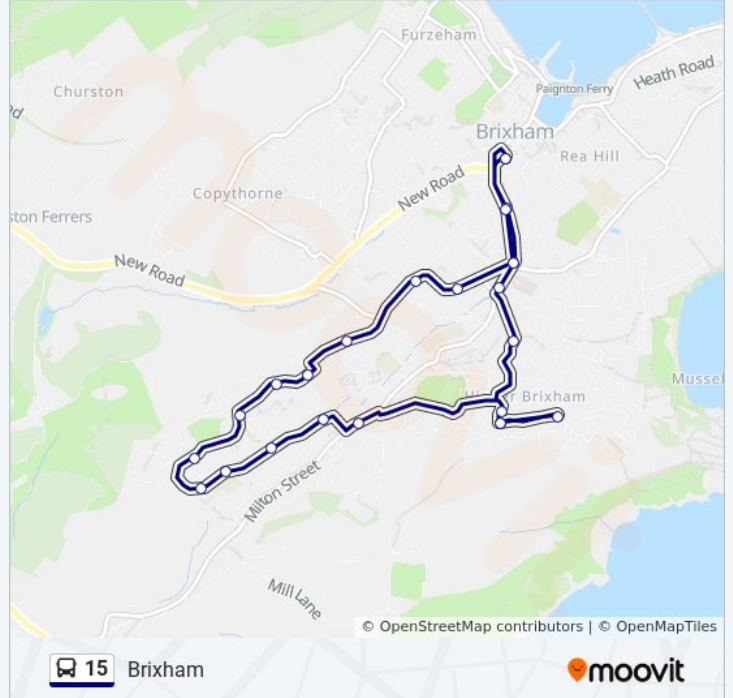 Furzeham
Churston
Paignton Ferry
Heath Road
Brixham
Rea Hill
Copythorne
New Road
ston Ferrers
New Road
Mussel
Brixham
Milton Street
Mill Lane
© OpenStreetMap contributors | © OpenMapTiles
15 Brixham
moovit